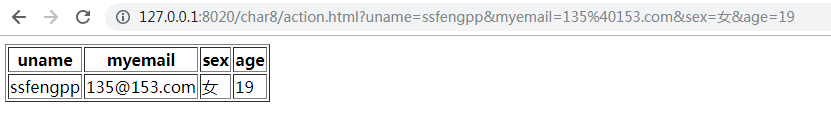 127.0.0.1:8020/char8/action.html?uname=ssfengpp&myemail=135%40153.com&sex=女&age=19
uname myemail sex age
ssfengpp 135@153.com 女 19